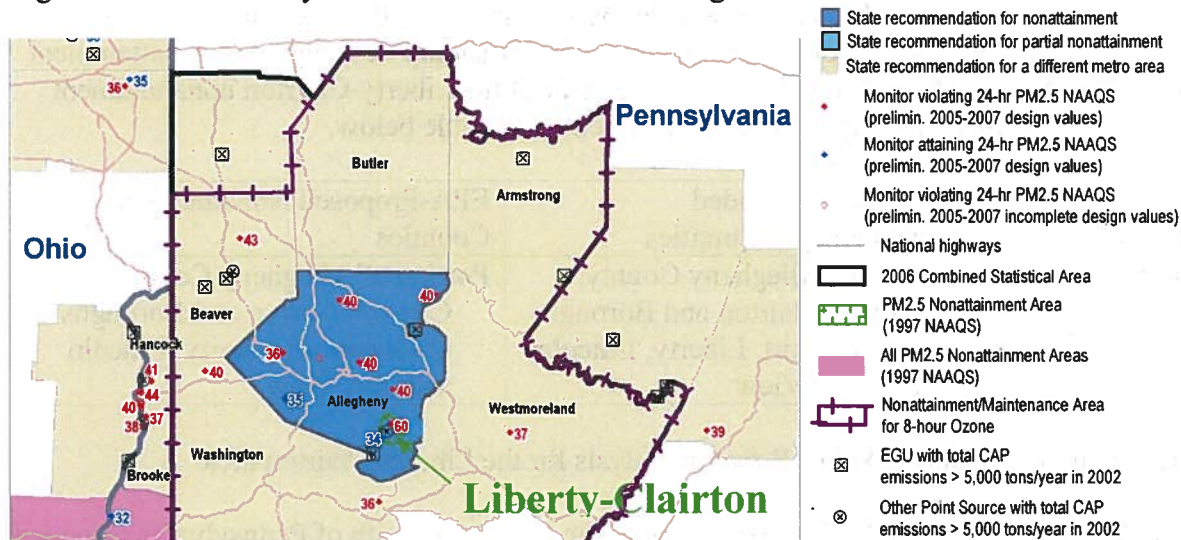 State recommendation for nonattainment
State recommendation for partial nonattainment
State recommendation for a different metro area
Monitor violating 24-hr PM2.5 NAAQS
(prelimin. 2005-2007 design values)
Monitor attaining 24-hr PM2.5 NAAQS
(prelimin. 2005-2007 design values)
Monitor violating 24-hr PM2.5 NAAQS
(prelimin. 2005-2007 incomplete design values)
National highways
2006 Combined Statistical Area
PM2.5 Nonattainment Area
(1997 NAAQS)
All PM2.5 Nonattainment Areas
(1997 NAAQS)
Nonattainment/Maintenance Area
for 8-hour Ozone
EGU with total CAP
emissions > 5,000 tons/year in 2002
Other Point Source with total CAP
emissions > 5,000 tons/year in 2002
36
35
Pennsylvania
Butler
Armstrong
Ohio
43
Beaver
40
40
Hancock
36
40
41
40
44
40
40
35
Allegheny
37
38
60
34
Westmoreland
37
39
Washington
Brooke
Liberty-Clairton
36
32